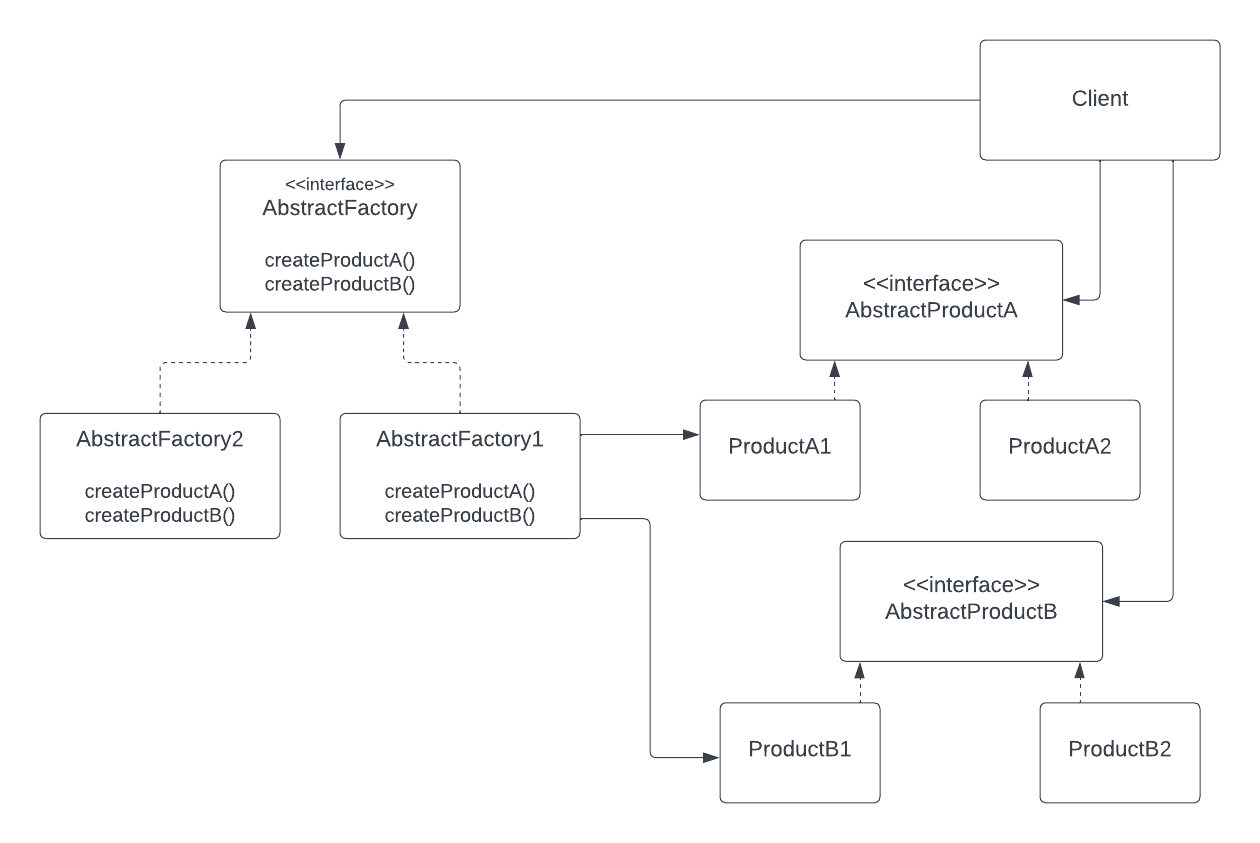 Client
<<interface>>
AbstractFactory
createProductA()
createProductB()
<<interface>>
AbstractProductA
AbstractFactory2
createProductA()
createProductB()
AbstractFactory1
createProductA()
createProductB()
ProductA1
ProductA2
<<interface>>
AbstractProductB
ProductB1
ProductB2